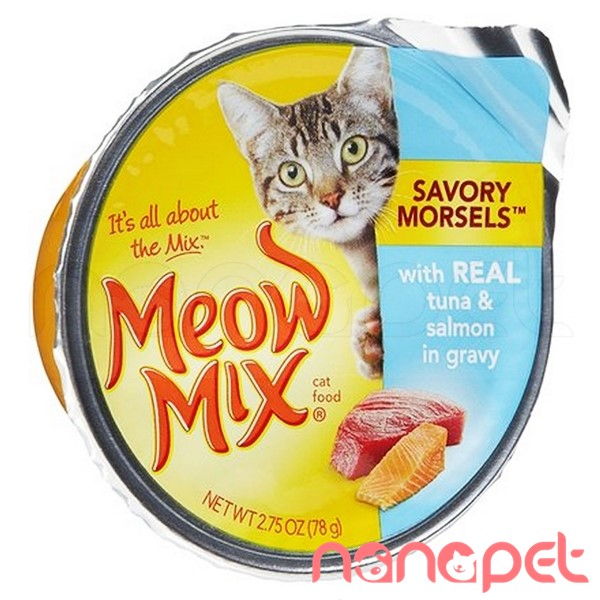 It's all about
the Mix.™
Meow
Mix
cat
food
®
SAVORY
MORSELS™
with REAL
tuna &
salmon
in gravy
NET WT 2.75 OZ (78 g)
nanapet